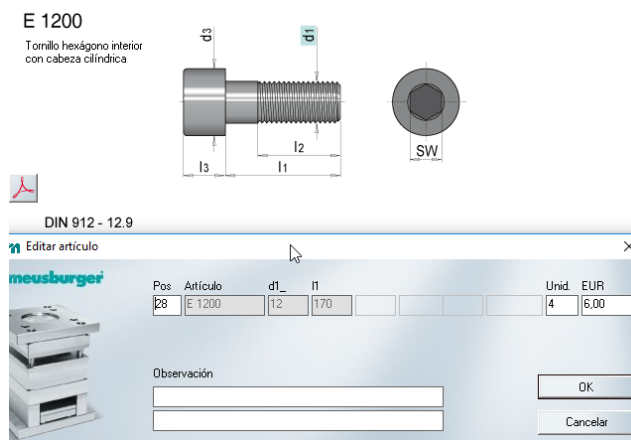 E 1200
Tornillo hexágono interior
con cabeza cilíndrica
d3
d1
l2
l3
l1
SW
DIN 912 - 12.9
m Editar artículo
meusburger
Pos Artículo d1_ l1 Unid. EUR
28 E 1200 12 170 4 6,00
Observación
OK
Cancelar